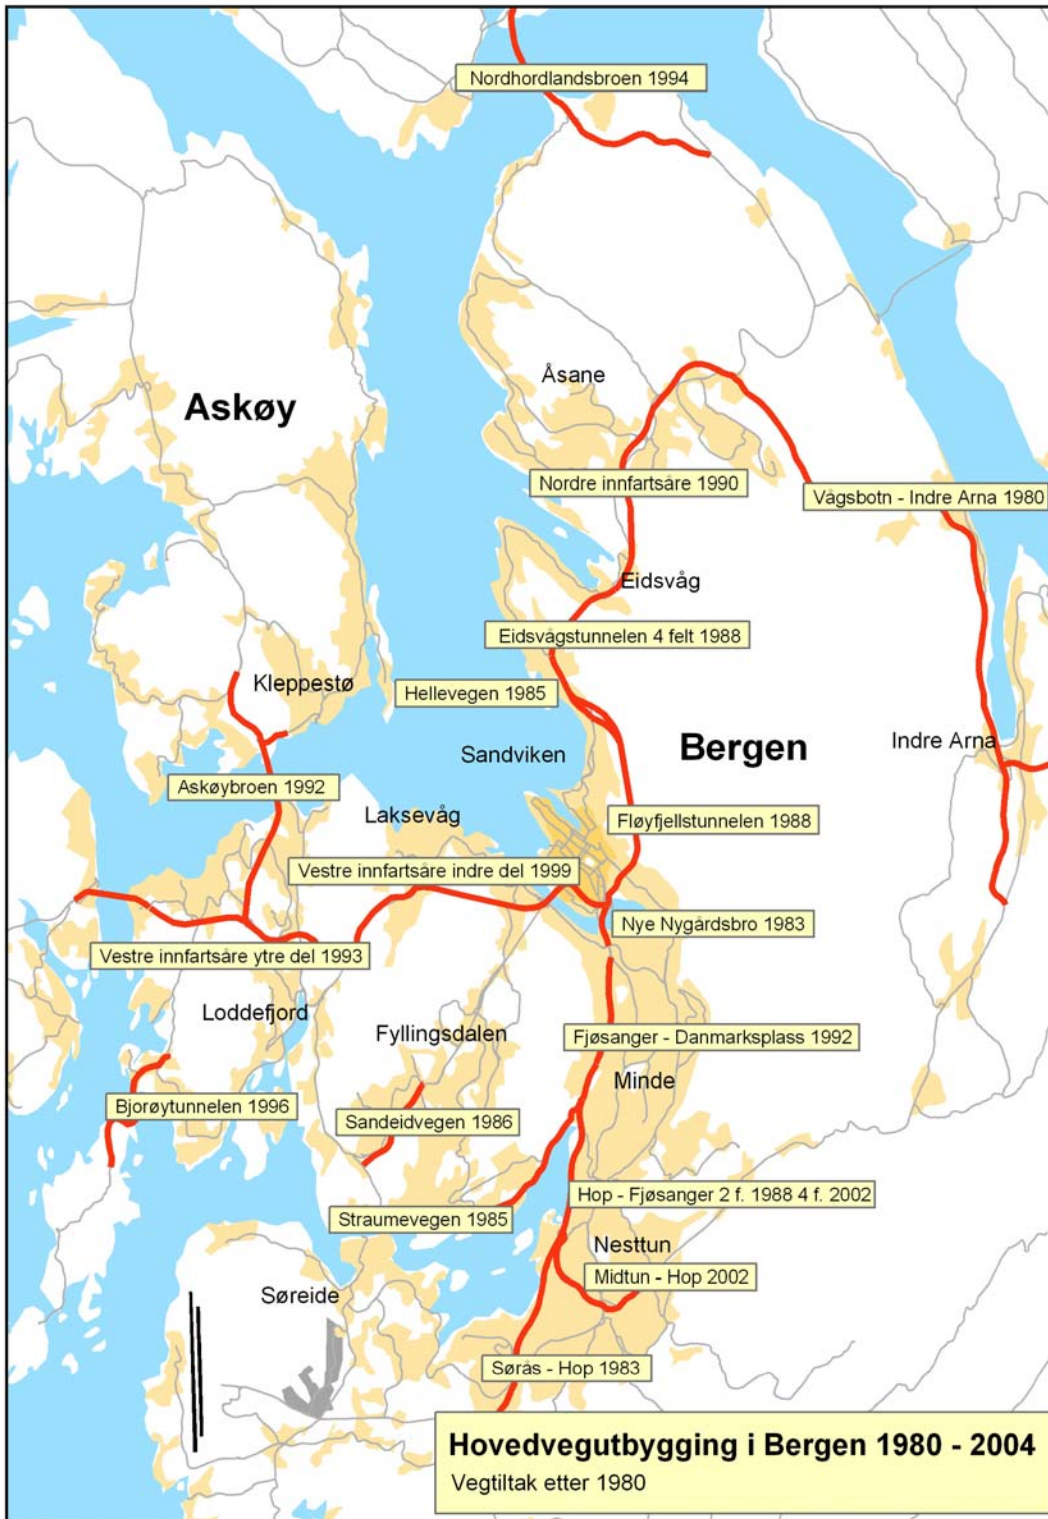 Nordhordlandsbroen 1994
Åsane
Askøy
Nordre innfartsåre 1990
Vågsbotn - Indre Arna 1980
Eidsvåg
Eidsvågstunnelen 4 felt 1988
Kleppestø
Hellevegen 1985
Sandviken
Bergen
Indre Arna
Askøybroen 1992
Laksevåg
Fløyfjellstunnelen 1988
Vestre innfartsåre indre del 1999
Nye Nygårdsbro 1983
Vestre innfartsåre ytre del 1993
Loddefjord
Fyllingsdalen
Fjøsanger - Danmarksplass 1992
Minde
Bjorøytunnelen 1996
Sandeidvegen 1986
Hop - Fjøsanger 2 f. 1988 4 f. 2002
Straumevegen 1985
Nesttun
Midtun - Hop 2002
Søreide
Sørås - Hop 1983
Hovedvegutbygging i Bergen 1980 - 2004
Vegtiltak etter 1980